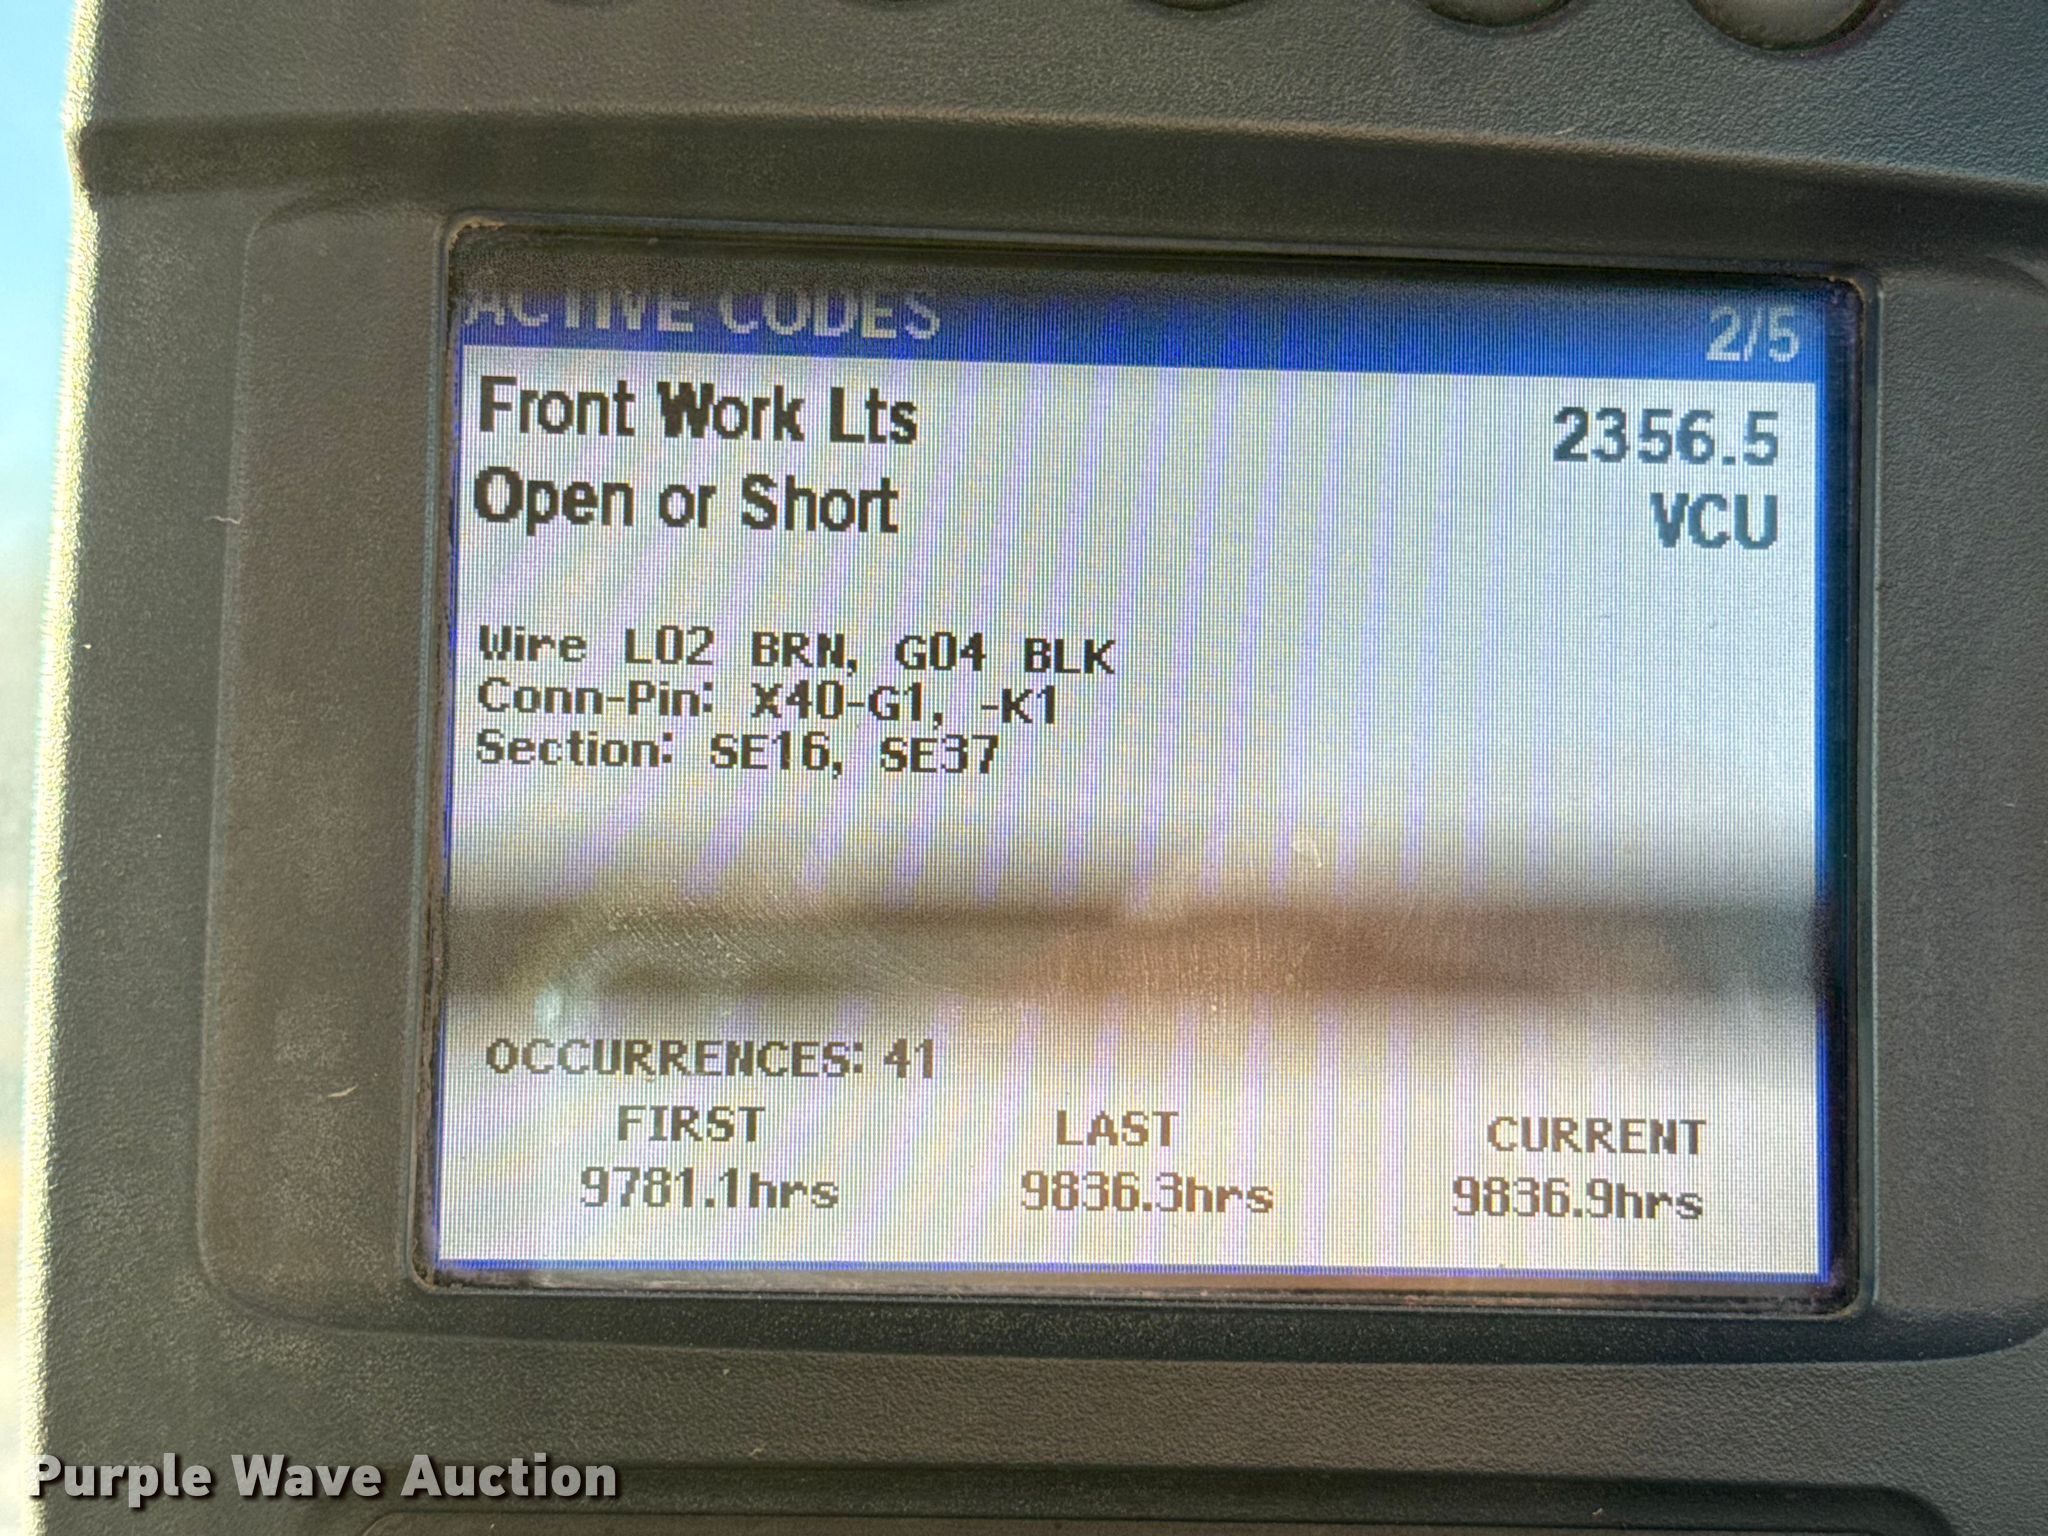 ACTIVE CODES 2/5
Front Work Lts 2356.5
Open or Short VCU
Wire L02 BRN, G04 BLK
Conn-Pin: X40-G1, -K1
Section: SE16, SE37
OCCURRENCES: 41
FIRST LAST CURRENT
9781.1hrs 9836.3hrs 9836.9hrs
Purple Wave Auction